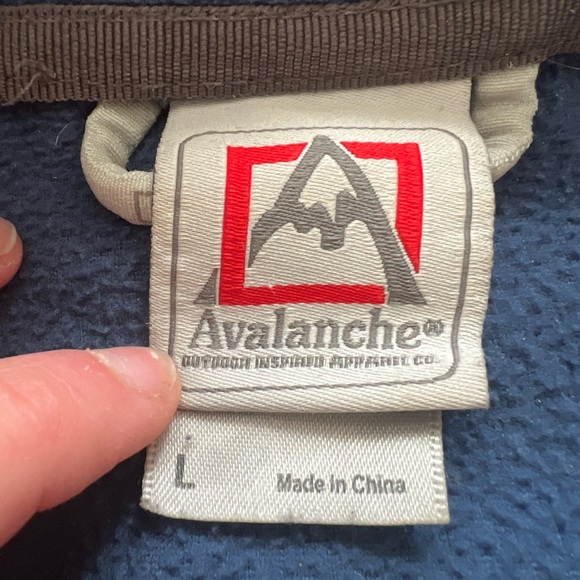 Avalanche®
OUTDOOR INSPIRED APPAREL CO.
L
Made in China